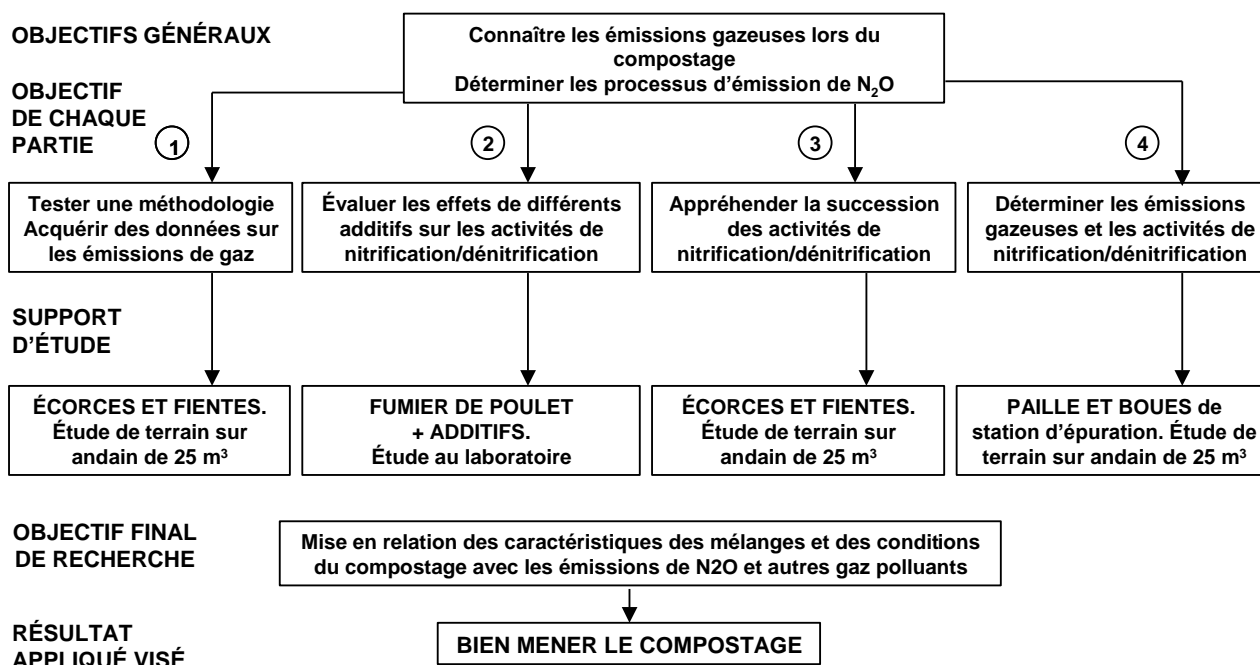 OBJECTIFS GÉNÉRAUX
Connaître les émissions gazeuses lors du
compostage
Déterminer les processus d’émission de N₂O
OBJECTIF
DE CHAQUE
PARTIE
1
2
3
4
Tester une méthodologie
Acquérir des données sur
les émissions de gaz
Évaluer les effets de différents
additifs sur les activités de
nitrification/dénitrification
Appréhender la succession
des activités de
nitrification/dénitrification
Déterminer les émissions
gazeuses et les activités de
nitrification/dénitrification
SUPPORT
D’ÉTUDE
ÉCORCES ET FIENTES.
Étude de terrain sur
andain de 25 m³
FUMIER DE POULET
+ ADDITIFS.
Étude au laboratoire
ÉCORCES ET FIENTES.
Étude de terrain sur
andain de 25 m³
PAILLE ET BOUES de
station d’épuration. Étude de
terrain sur andain de 25 m³
OBJECTIF FINAL
DE RECHERCHE
Mise en relation des caractéristiques des mélanges et des conditions
du compostage avec les émissions de N2O et autres gaz polluants
RÉSULTAT
APPLIQUÉ VISÉ
BIEN MENER LE COMPOSTAGE